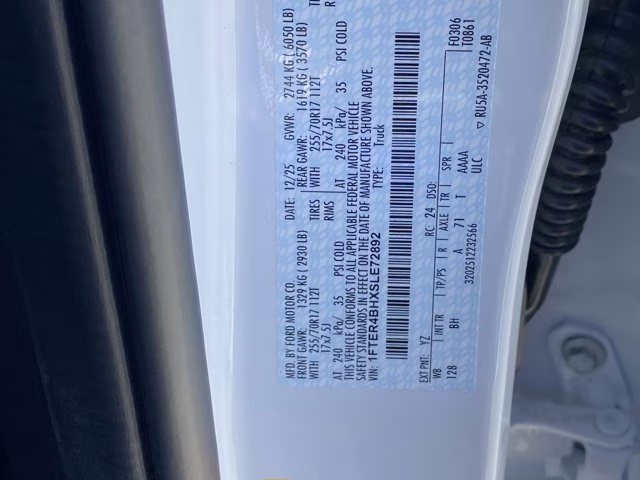 MFD. BY FORD MOTOR CO.
DATE: 12/25 GVWR: 2744 KG ( 6050 LB)
FRONT GAWR: 1329 KG ( 2930 LB) REAR GAWR: 1619 KG ( 3570 LB)
WITH 255/70R17 112T TIRES WITH 255/70R17 112T TIRE
17x7.5J RIMS 17x7.5J
AT 240 kPa/ 35 PSI COLD AT 240 kPa/ 35 PSI COLD
THIS VEHICLE CONFORMS TO ALL APPLICABLE FEDERAL MOTOR VEHICLE
SAFETY STANDARDS IN EFFECT ON THE DATE OF MANUFACTURE SHOWN ABOVE.
VIN: 1FTER4BHXSLE72892 TYPE: Truck
F0306
T0861
EXT PNT: YZ RC: 24 DSO:
WB INT TR TP/PS R AXLE TR SPR
128 BH A 71 T AAAA
3202512232566 ULC
RU5A-3520472-AB